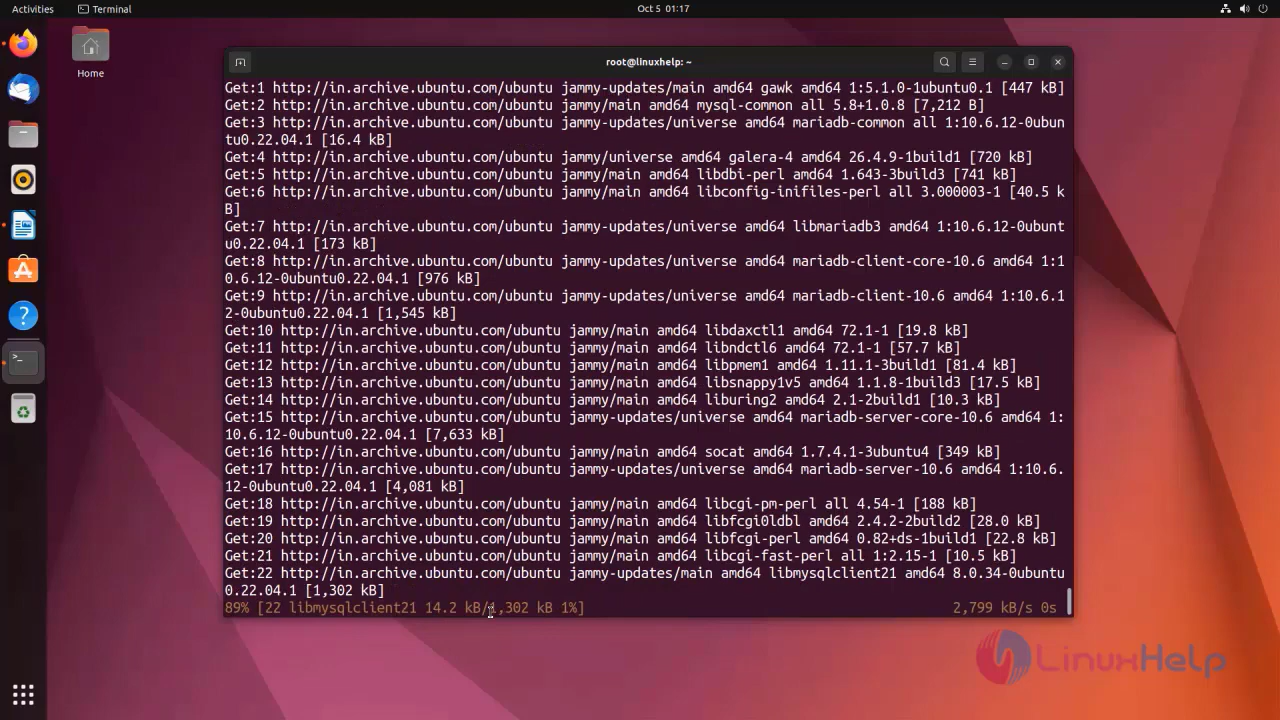 Activities
Terminal
Oct 5 01:17
Home
root@linuxhelp: ~
Get:1 http://in.archive.ubuntu.com/ubuntu jammy-updates/main amd64 gawk amd64 1:5.1.0-1ubuntu0.1 [447 kB]
Get:2 http://in.archive.ubuntu.com/ubuntu jammy/main amd64 mysql-common all 5.8+1.0.8 [7,212 B]
Get:3 http://in.archive.ubuntu.com/ubuntu jammy-updates/universe amd64 mariadb-common all 1:10.6.12-0ubun
tu0.22.04.1 [16.4 kB]
Get:4 http://in.archive.ubuntu.com/ubuntu jammy/universe amd64 galera-4 amd64 26.4.9-1build1 [720 kB]
Get:5 http://in.archive.ubuntu.com/ubuntu jammy/main amd64 libdbi-perl amd64 1.643-3build3 [741 kB]
Get:6 http://in.archive.ubuntu.com/ubuntu jammy/main amd64 libconfig-inifiles-perl all 3.000003-1 [40.5 k
B]
Get:7 http://in.archive.ubuntu.com/ubuntu jammy-updates/universe amd64 libmariadb3 amd64 1:10.6.12-0ubunt
u0.22.04.1 [173 kB]
Get:8 http://in.archive.ubuntu.com/ubuntu jammy-updates/universe amd64 mariadb-client-core-10.6 amd64 1:1
0.6.12-0ubuntu0.22.04.1 [976 kB]
Get:9 http://in.archive.ubuntu.com/ubuntu jammy-updates/universe amd64 mariadb-client-10.6 amd64 1:10.6.1
2-0ubuntu0.22.04.1 [1,545 kB]
Get:10 http://in.archive.ubuntu.com/ubuntu jammy/main amd64 libdaxctl1 amd64 72.1-1 [19.8 kB]
Get:11 http://in.archive.ubuntu.com/ubuntu jammy/main amd64 libndctl6 amd64 72.1-1 [57.7 kB]
Get:12 http://in.archive.ubuntu.com/ubuntu jammy/main amd64 libpmem1 amd64 1.11.1-3build1 [81.4 kB]
Get:13 http://in.archive.ubuntu.com/ubuntu jammy/main amd64 libsnappy1v5 amd64 1.1.8-1build3 [17.5 kB]
Get:14 http://in.archive.ubuntu.com/ubuntu jammy/main amd64 liburing2 amd64 2.1-2build1 [10.3 kB]
Get:15 http://in.archive.ubuntu.com/ubuntu jammy-updates/universe amd64 mariadb-server-core-10.6 amd64 1:
10.6.12-0ubuntu0.22.04.1 [7,633 kB]
Get:16 http://in.archive.ubuntu.com/ubuntu jammy/main amd64 socat amd64 1.7.4.1-3ubuntu4 [349 kB]
Get:17 http://in.archive.ubuntu.com/ubuntu jammy-updates/universe amd64 mariadb-server-10.6 amd64 1:10.6.
12-0ubuntu0.22.04.1 [4,081 kB]
Get:18 http://in.archive.ubuntu.com/ubuntu jammy/main amd64 libcgi-pm-perl all 4.54-1 [188 kB]
Get:19 http://in.archive.ubuntu.com/ubuntu jammy/main amd64 libfcgi0ldbl amd64 2.4.2-2build2 [28.0 kB]
Get:20 http://in.archive.ubuntu.com/ubuntu jammy/main amd64 libfcgi-perl amd64 0.82+ds-1build1 [22.8 kB]
Get:21 http://in.archive.ubuntu.com/ubuntu jammy/main amd64 libcgi-fast-perl all 1:2.15-1 [10.5 kB]
Get:22 http://in.archive.ubuntu.com/ubuntu jammy-updates/main amd64 libmysqlclient21 amd64 8.0.34-0ubuntu
0.22.04.1 [1,302 kB]
89% [22 libmysqlclient21 14.2 kB/1,302 kB 1%] 2,799 kB/s 0s
LinuxHelp